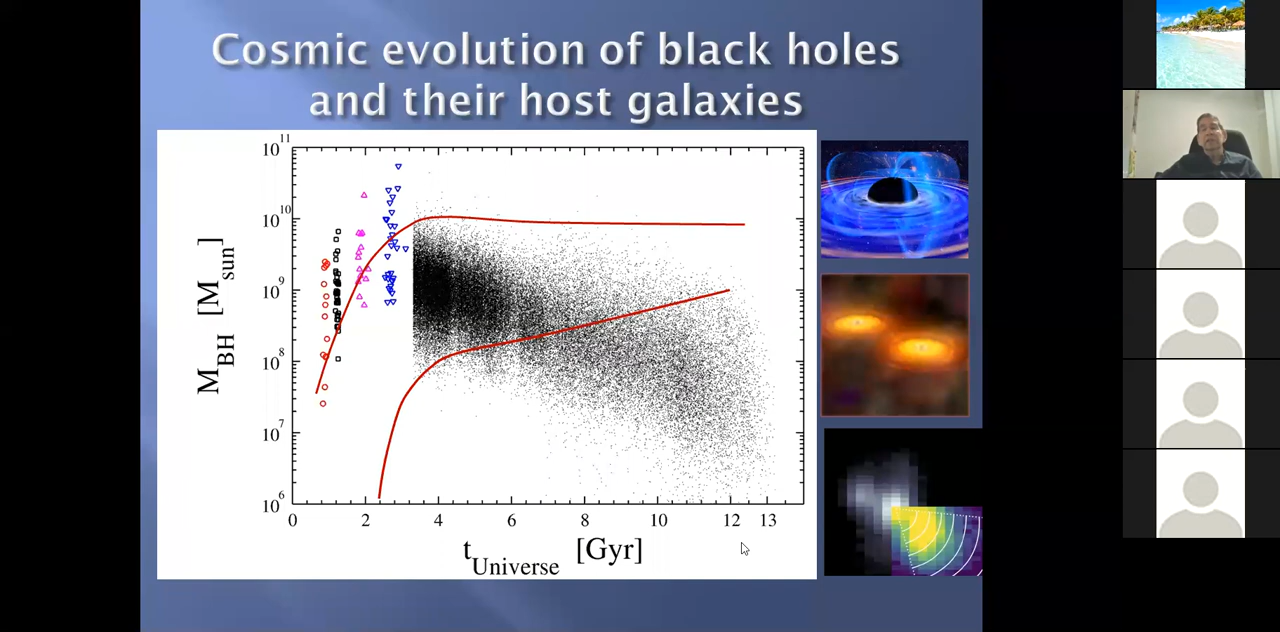 Cosmic evolution of black holes
and their host galaxies
10^11
10^10
10^9
10^8
10^7
10^6
M_BH [M_sun]
0 2 4 6 8 10 12 13
t_Universe [Gyr]